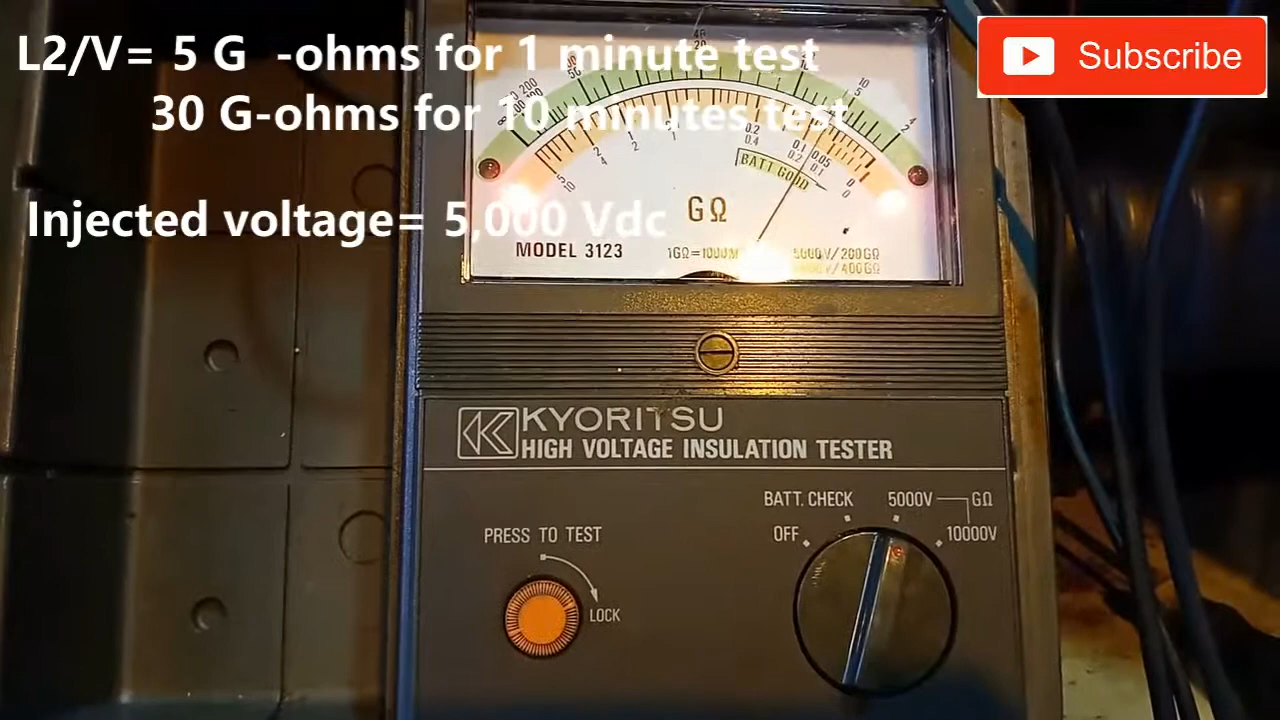 L2/V= 5 G -ohms for 1 minute test
30 G-ohms for 10 minutes test
Injected voltage= 5,000 Vdc
Subscribe
BATT GOOD
GΩ
MODEL 3123
1GΩ=1000M
5000V/200GΩ
V/400GΩ
KYORITSU
HIGH VOLTAGE INSULATION TESTER
BATT. CHECK
5000V
GΩ
OFF
10000V
PRESS TO TEST
LOCK